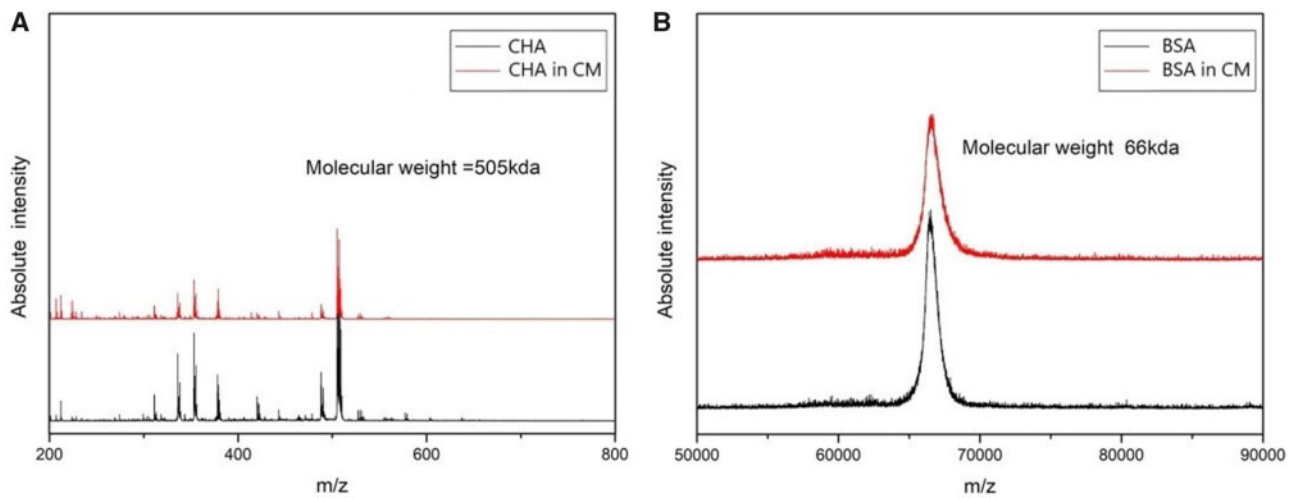 A
CHA
CHA in CM
Molecular weight =505kda
Absolute intensity
200
400
600
800
m/z
B
BSA
BSA in CM
Molecular weight 66kda
Absolute intensity
50000
60000
70000
80000
90000
m/z